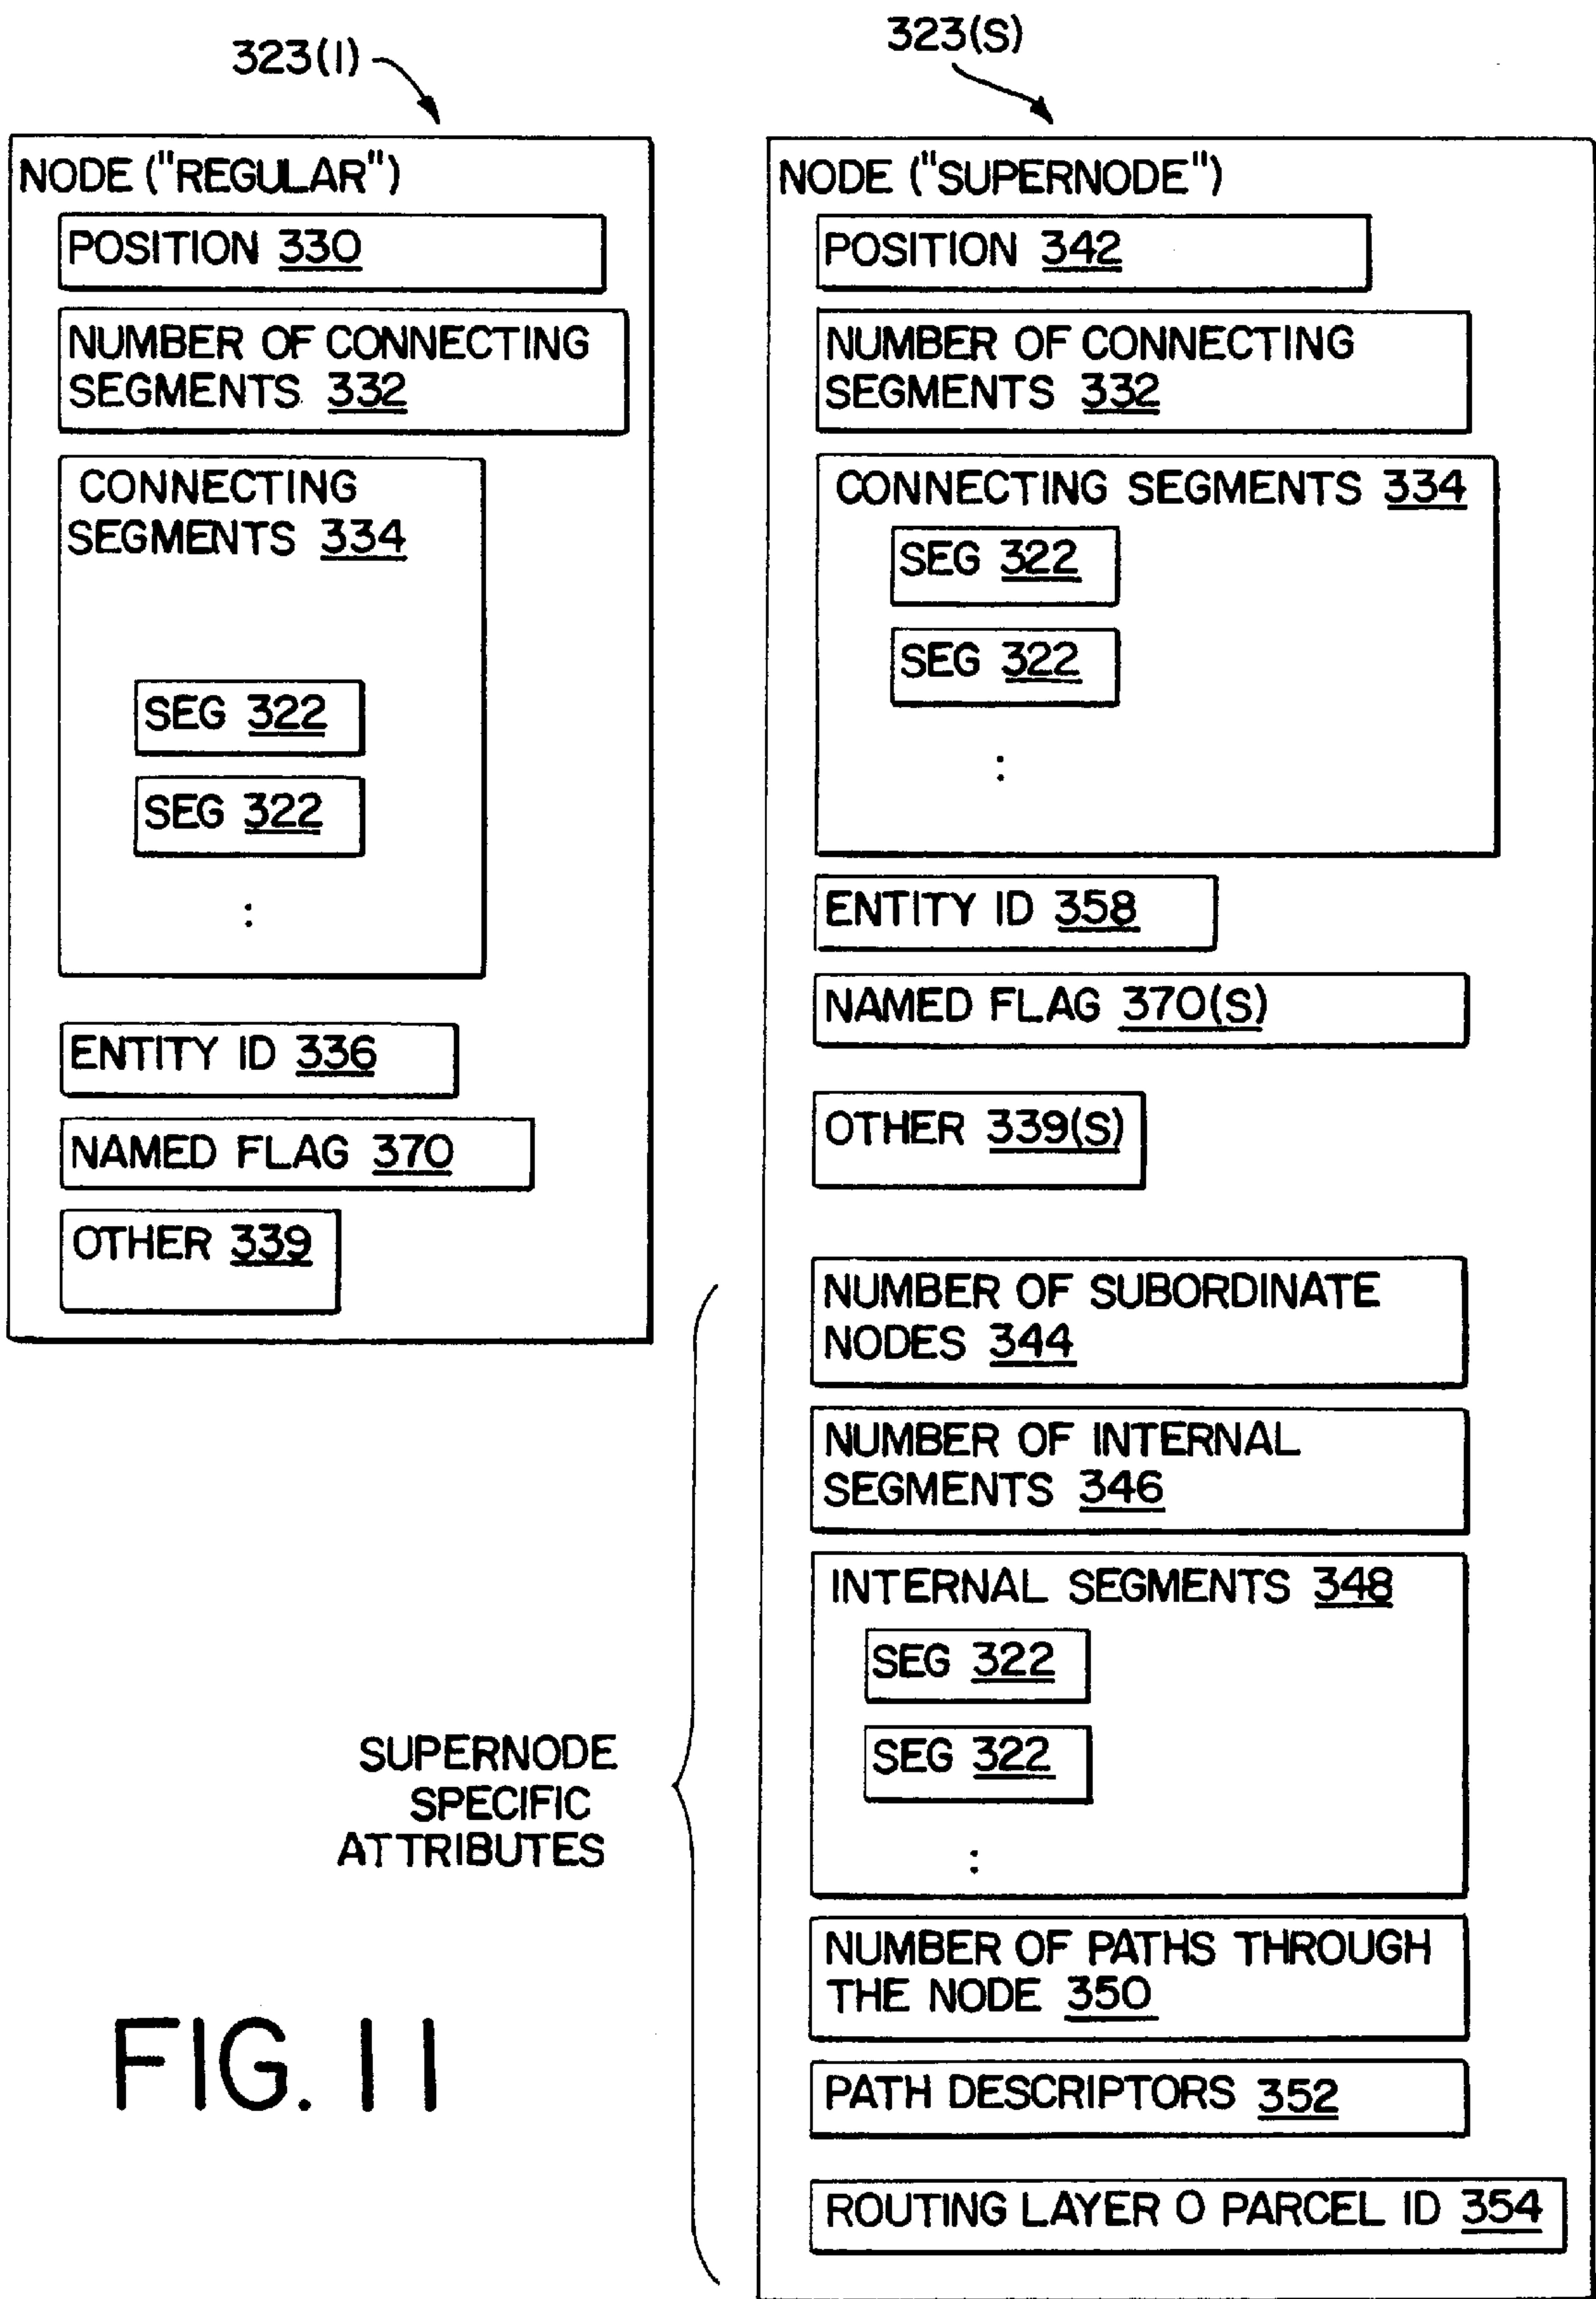 323(I)
NODE ("REGULAR")
POSITION 330
NUMBER OF CONNECTING
SEGMENTS 332
CONNECTING
SEGMENTS 334
SEG 322
SEG 322
:
ENTITY ID 336
NAMED FLAG 370
OTHER 339
323(S)
NODE ("SUPERNODE")
POSITION 342
NUMBER OF CONNECTING
SEGMENTS 332
CONNECTING SEGMENTS 334
SEG 322
SEG 322
:
ENTITY ID 358
NAMED FLAG 370(S)
OTHER 339(S)
NUMBER OF SUBORDINATE
NODES 344
NUMBER OF INTERNAL
SEGMENTS 346
INTERNAL SEGMENTS 348
SEG 322
SEG 322
:
NUMBER OF PATHS THROUGH
THE NODE 350
PATH DESCRIPTORS 352
ROUTING LAYER 0 PARCEL ID 354
SUPERNODE
SPECIFIC
ATTRIBUTES
FIG. 11